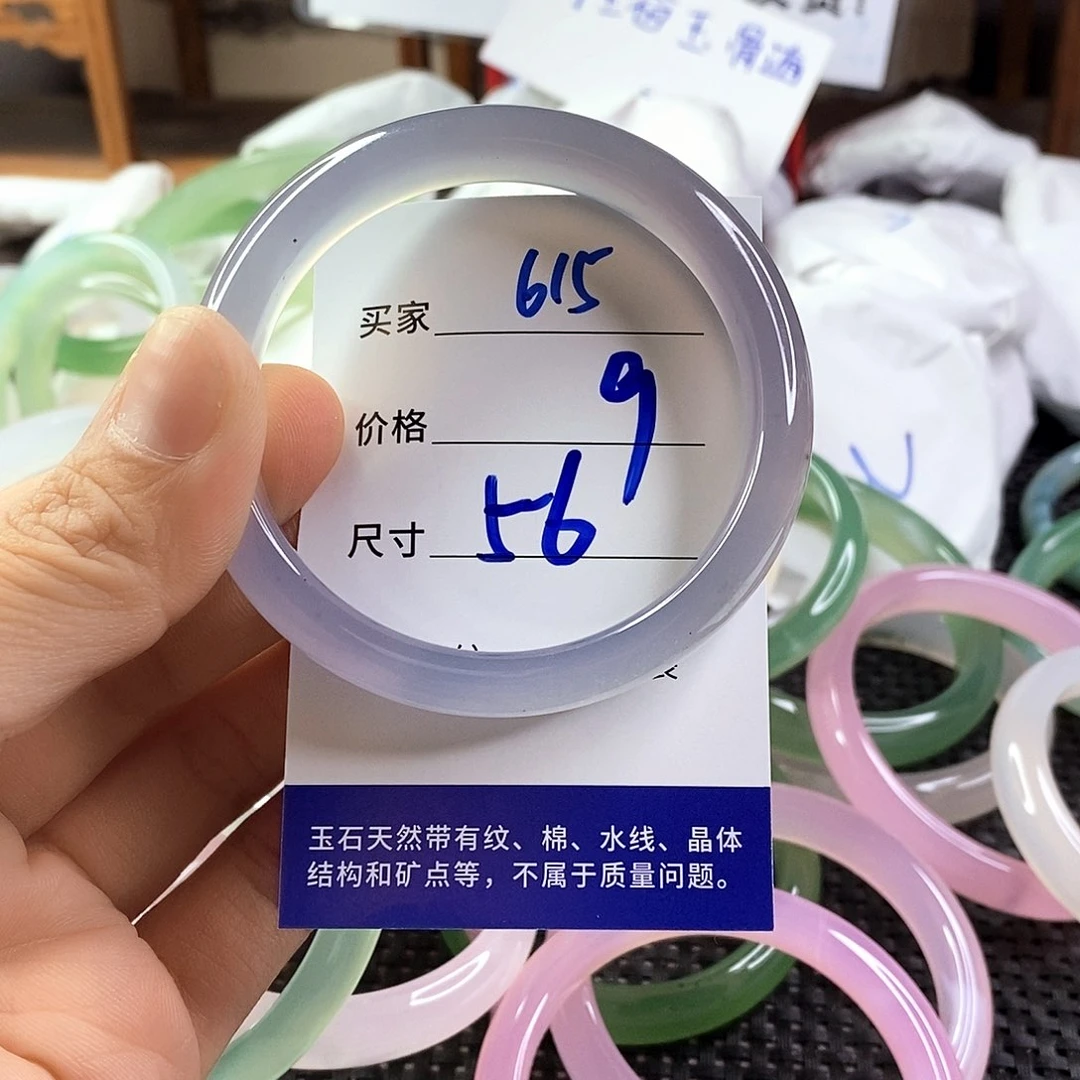 买家 615
价格 9
尺寸 56
玉石天然带有纹、棉、水线、晶体
结构和矿点等，不属于质量问题。